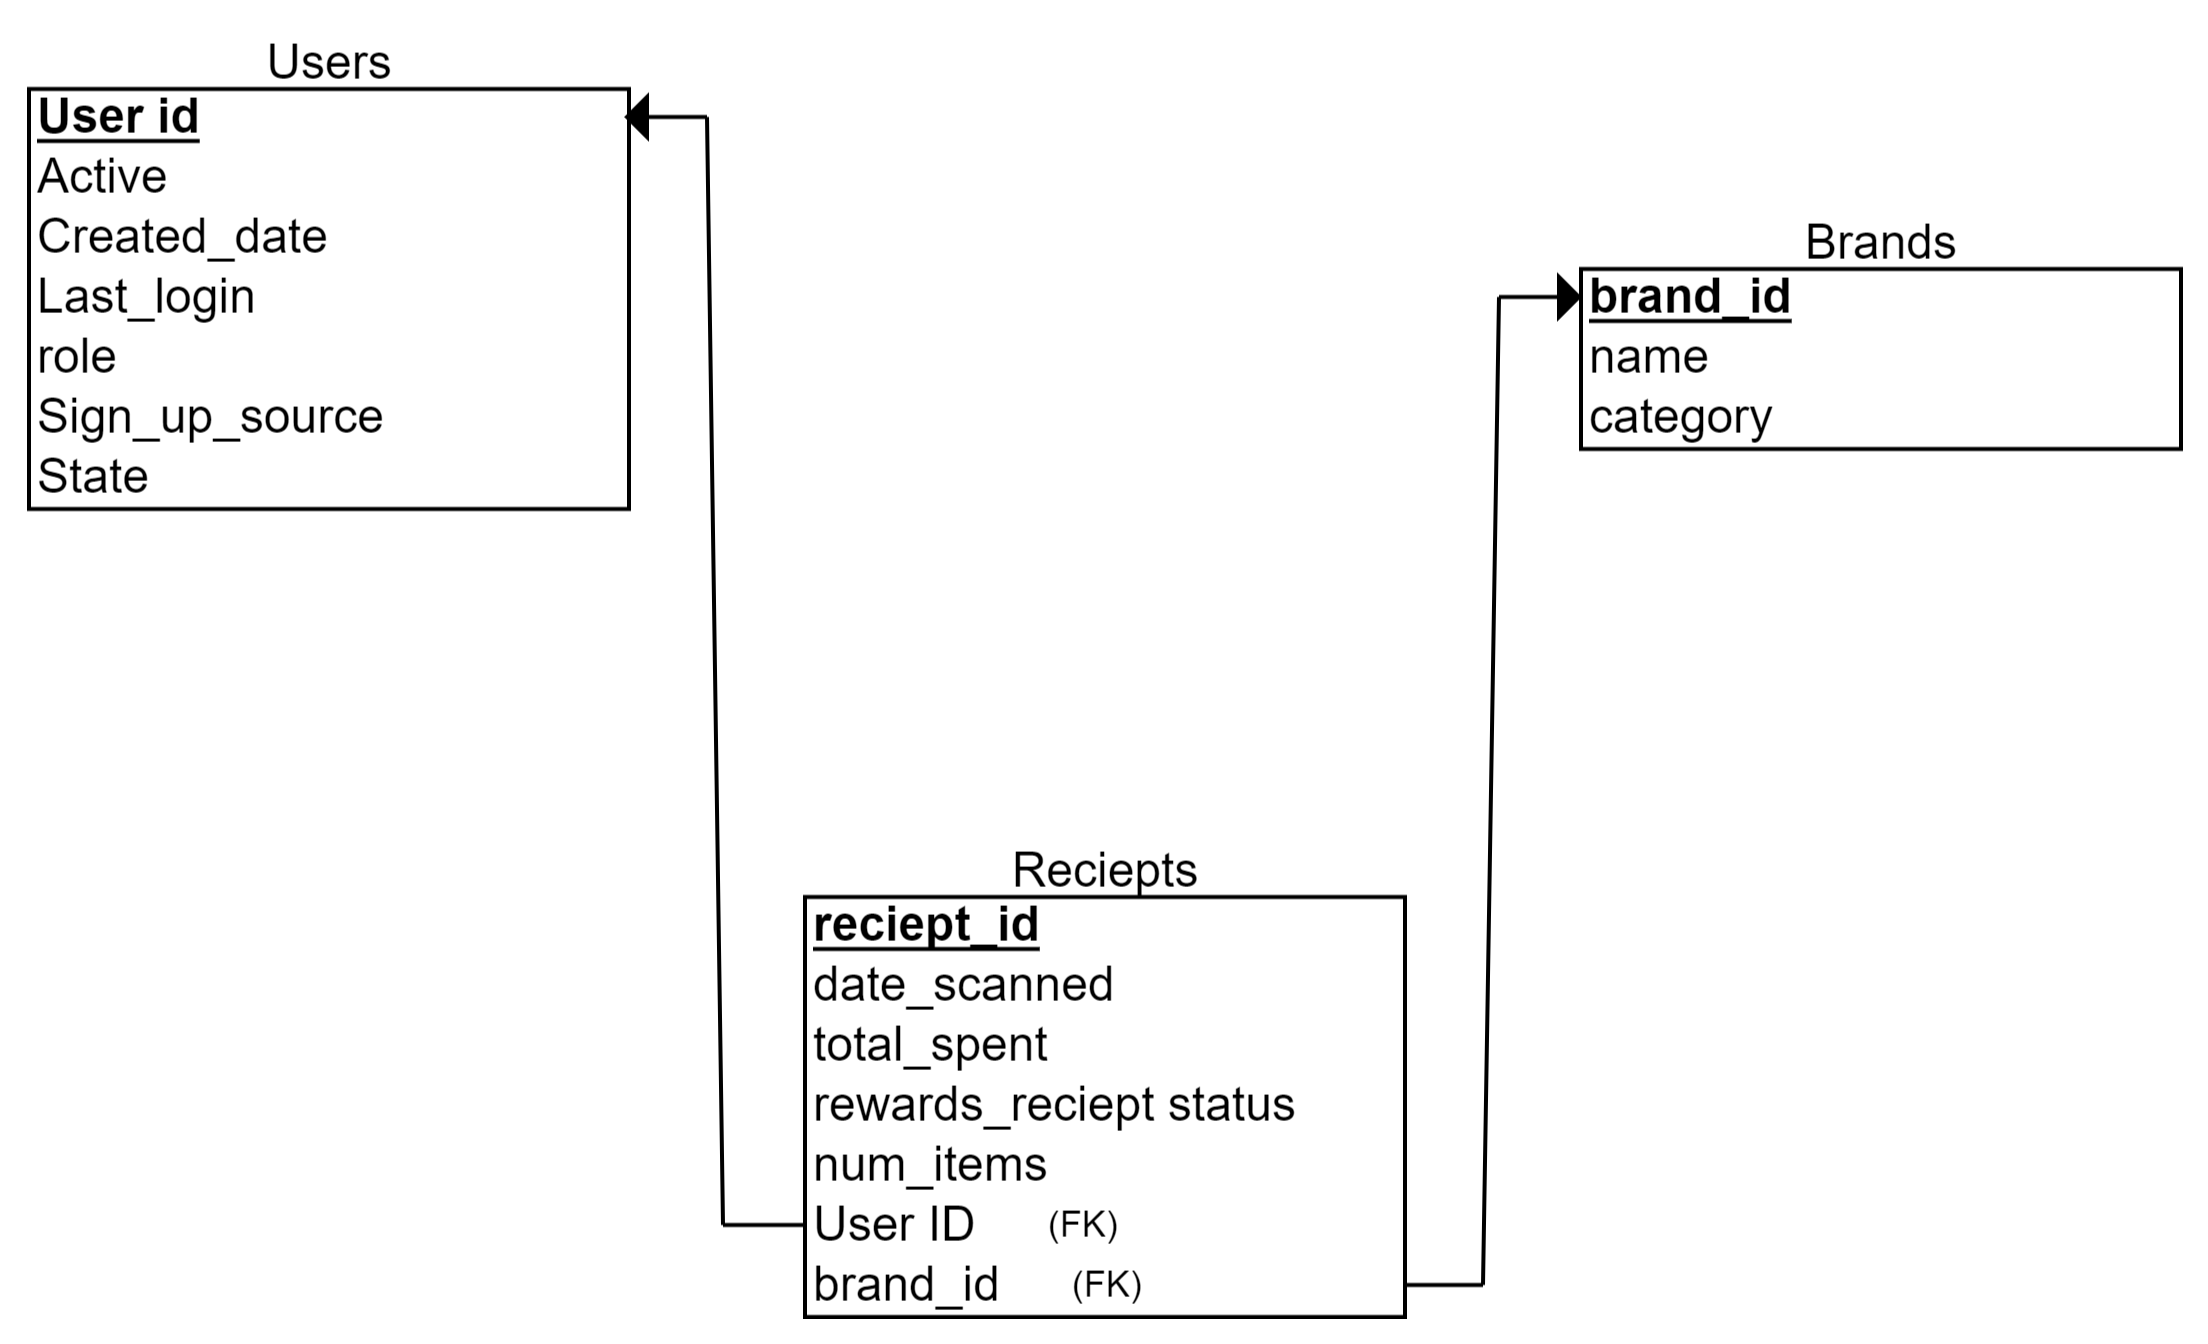 Users
User id
Active
Created_date
Last_login
role
Sign_up_source
State
Brands
brand_id
name
category
Reciepts
reciept_id
date_scanned
total_spent
rewards_reciept status
num_items
User ID (FK)
brand_id (FK)